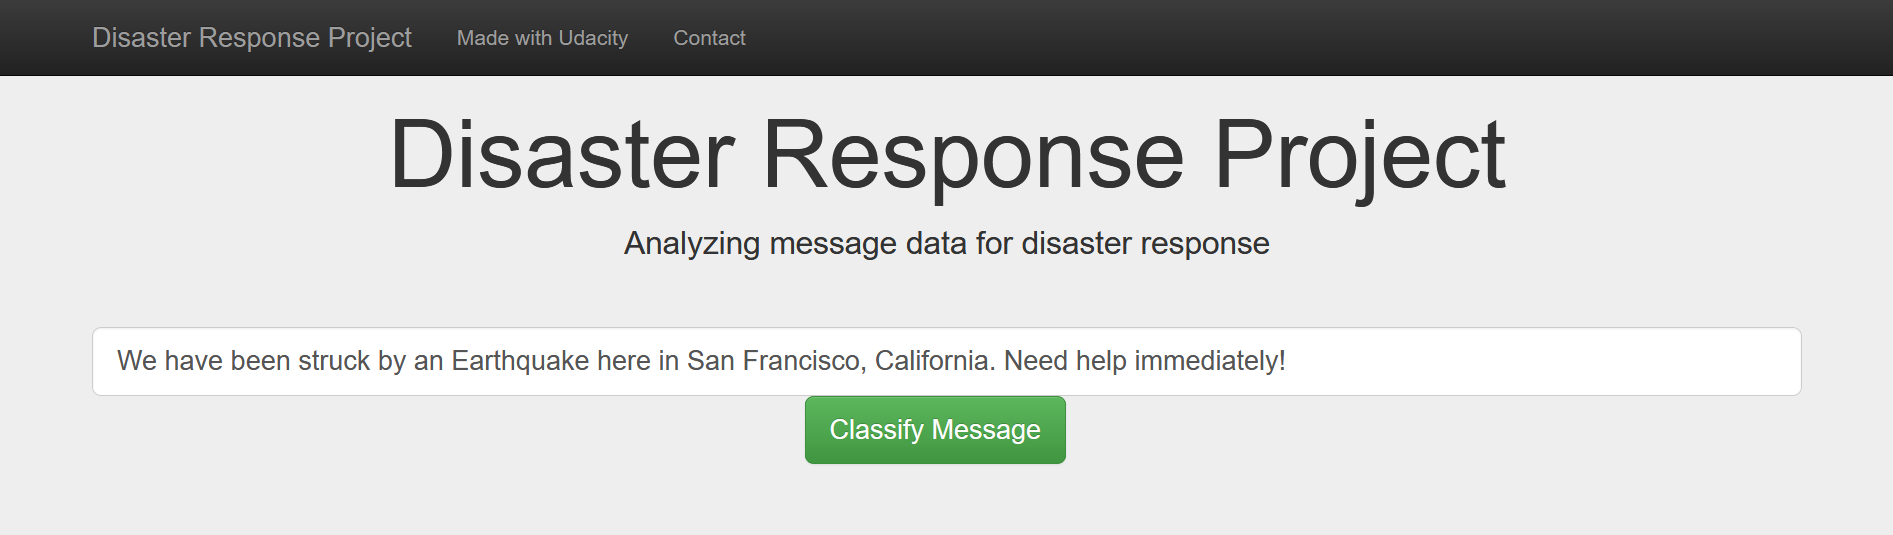 Disaster Response Project Made with Udacity Contact
Disaster Response Project
Analyzing message data for disaster response
We have been struck by an Earthquake here in San Francisco, California. Need help immediately!
Classify Message